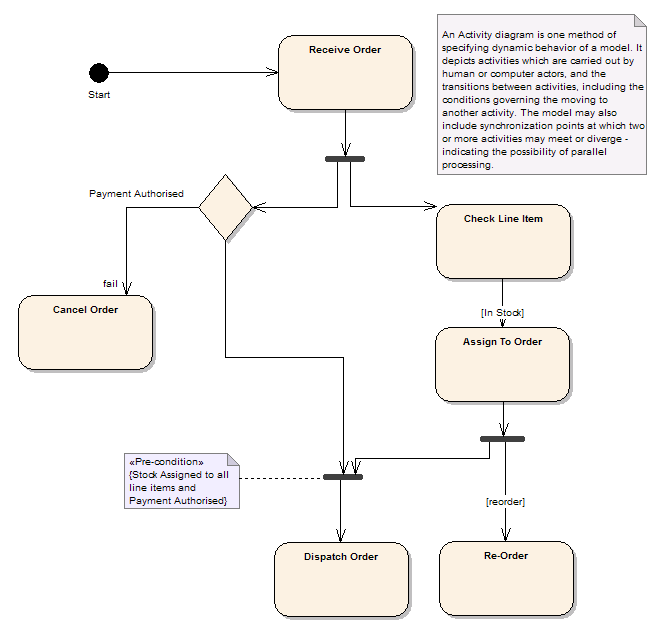 Receive Order
An Activity diagram is one method of
specifying dynamic behavior of a model. It
depicts activities which are carried out by
human or computer actors, and the
transitions between activities, including the
conditions governing the moving to
another activity. The model may also
include synchronization points at which two
or more activities may meet or diverge -
indicating the possibility of parallel
processing.
Start
Payment Authorised
Check Line Item
fail
Cancel Order
[In Stock]
Assign To Order
«Pre-condition»
{Stock Assigned to all
line items and
Payment Authorised}
[reorder]
Dispatch Order
Re-Order